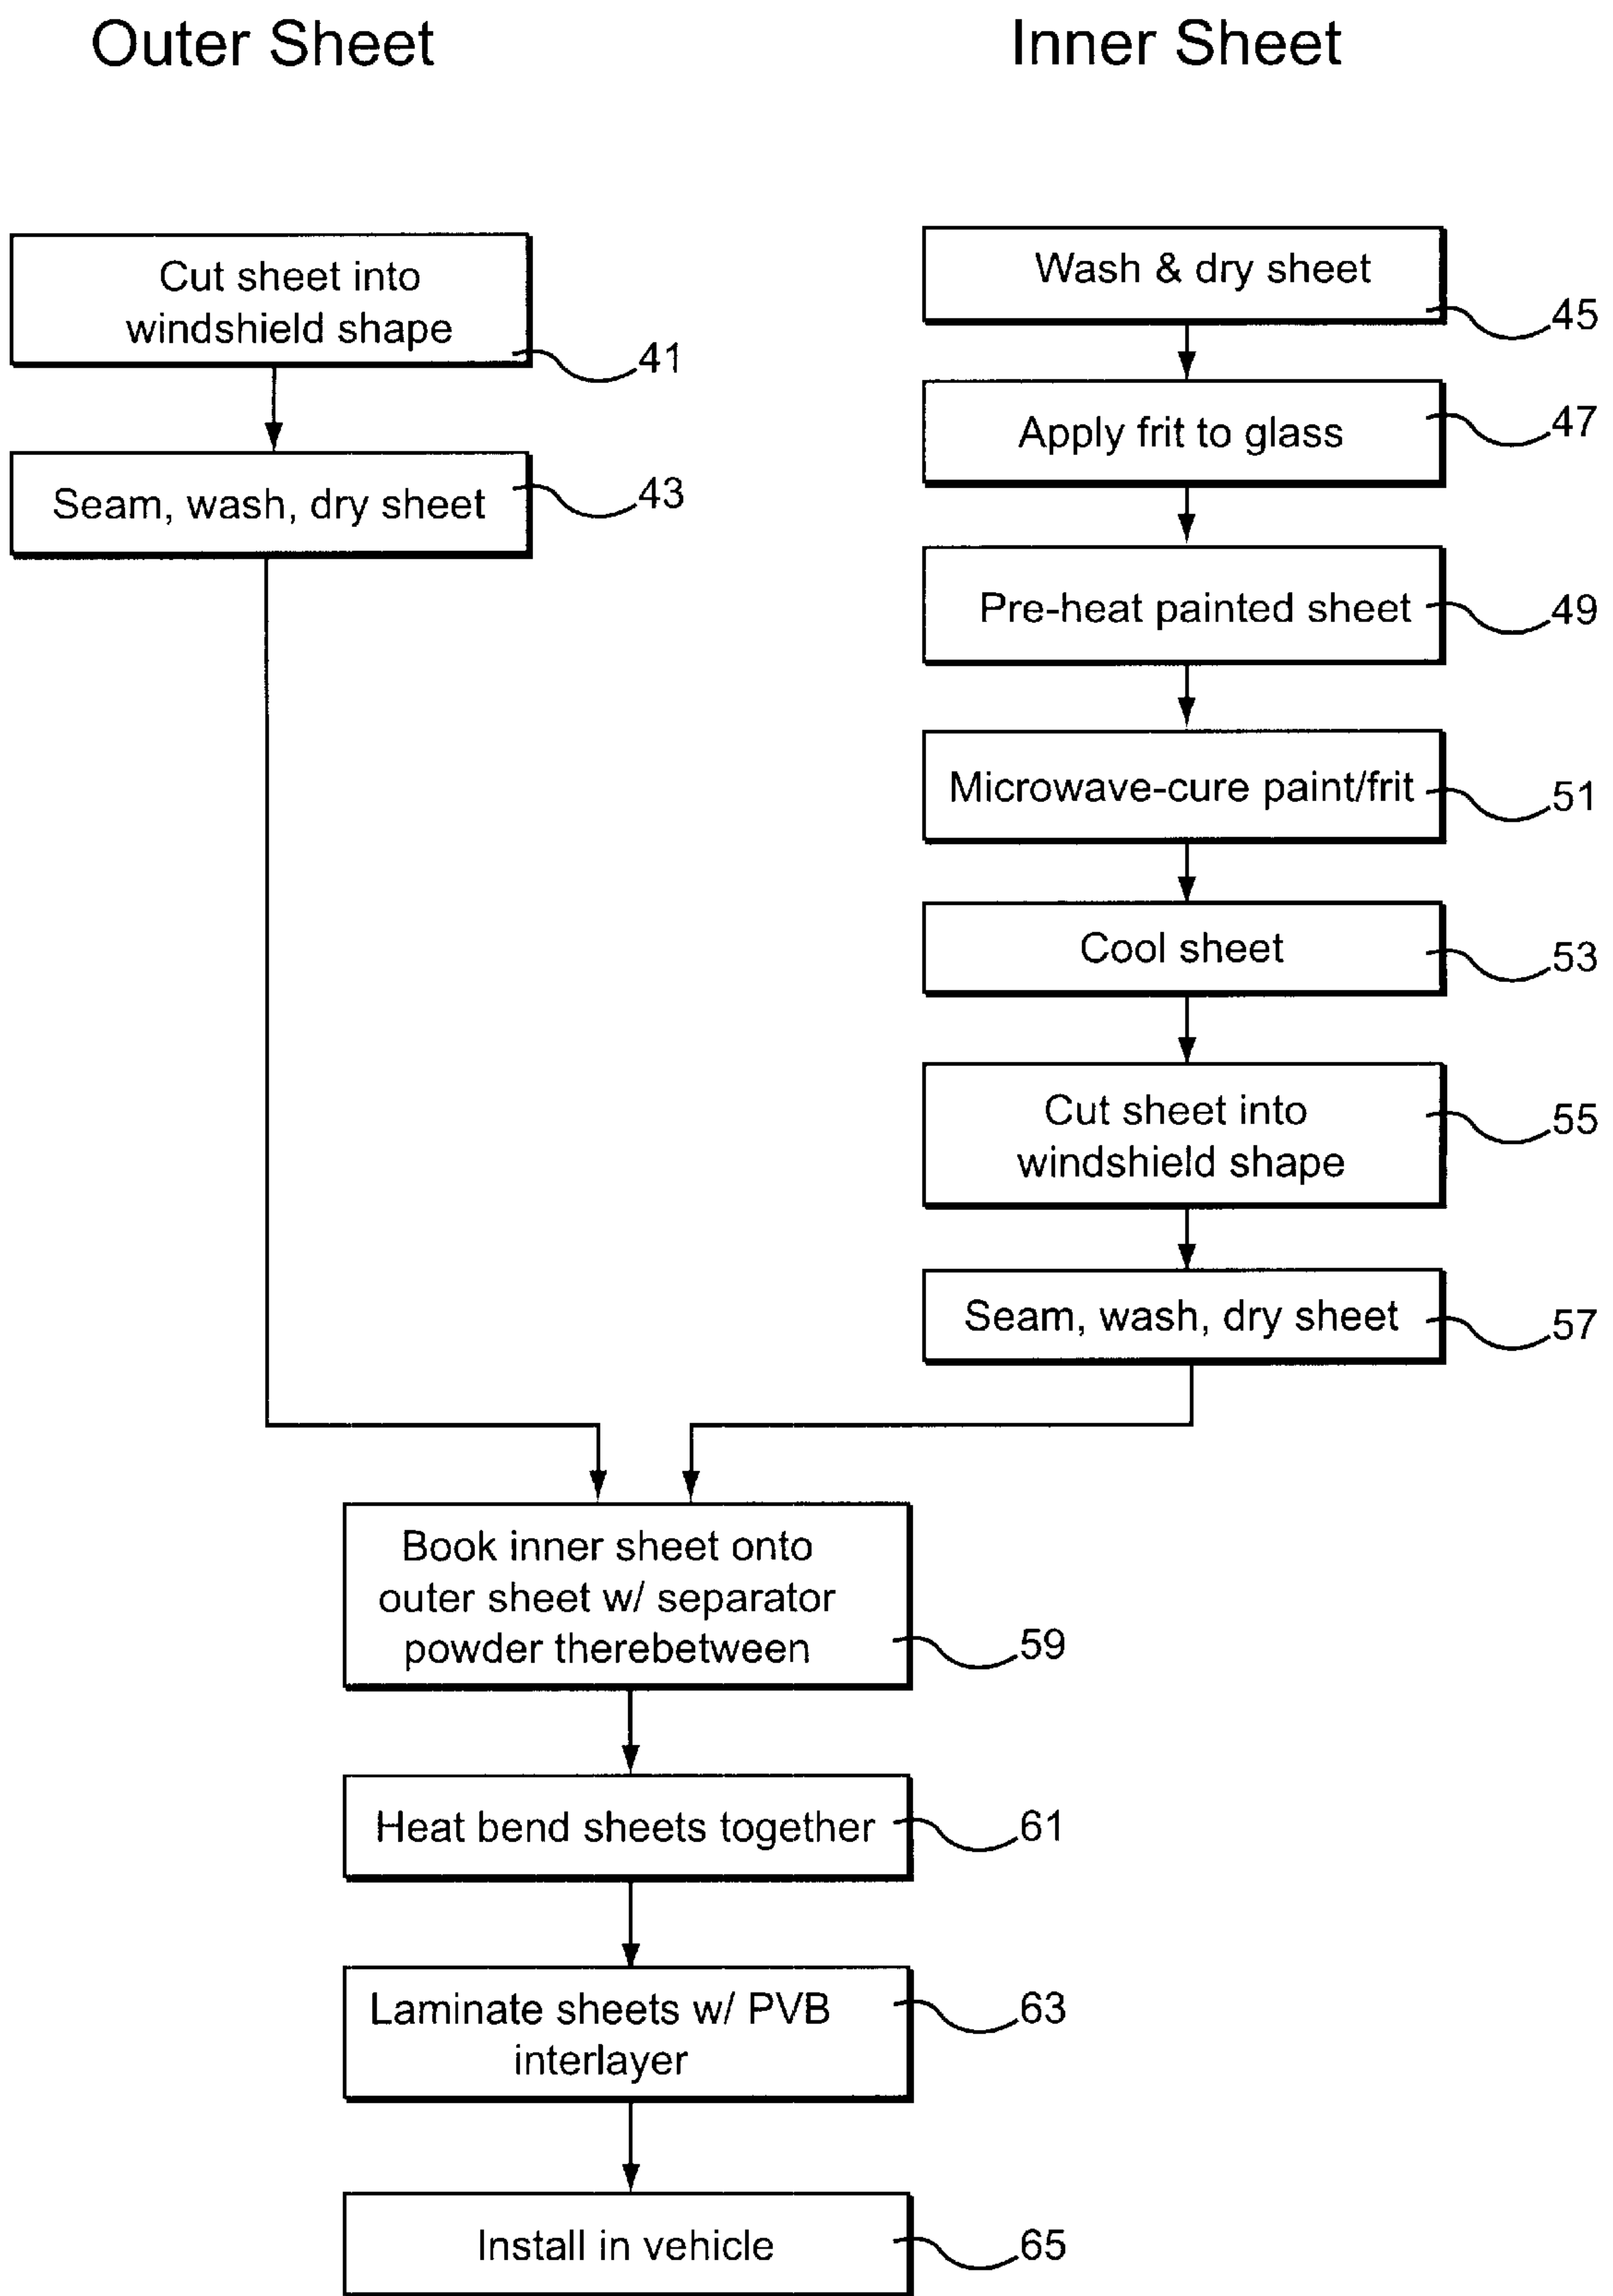 Outer Sheet
Inner Sheet
Cut sheet into
windshield shape
41
Seam, wash, dry sheet
43
Wash & dry sheet
45
Apply frit to glass
47
Pre-heat painted sheet
49
Microwave-cure paint/frit
51
Cool sheet
53
Cut sheet into
windshield shape
55
Seam, wash, dry sheet
57
Book inner sheet onto
outer sheet w/ separator
powder therebetween
59
Heat bend sheets together
61
Laminate sheets w/ PVB
interlayer
63
Install in vehicle
65